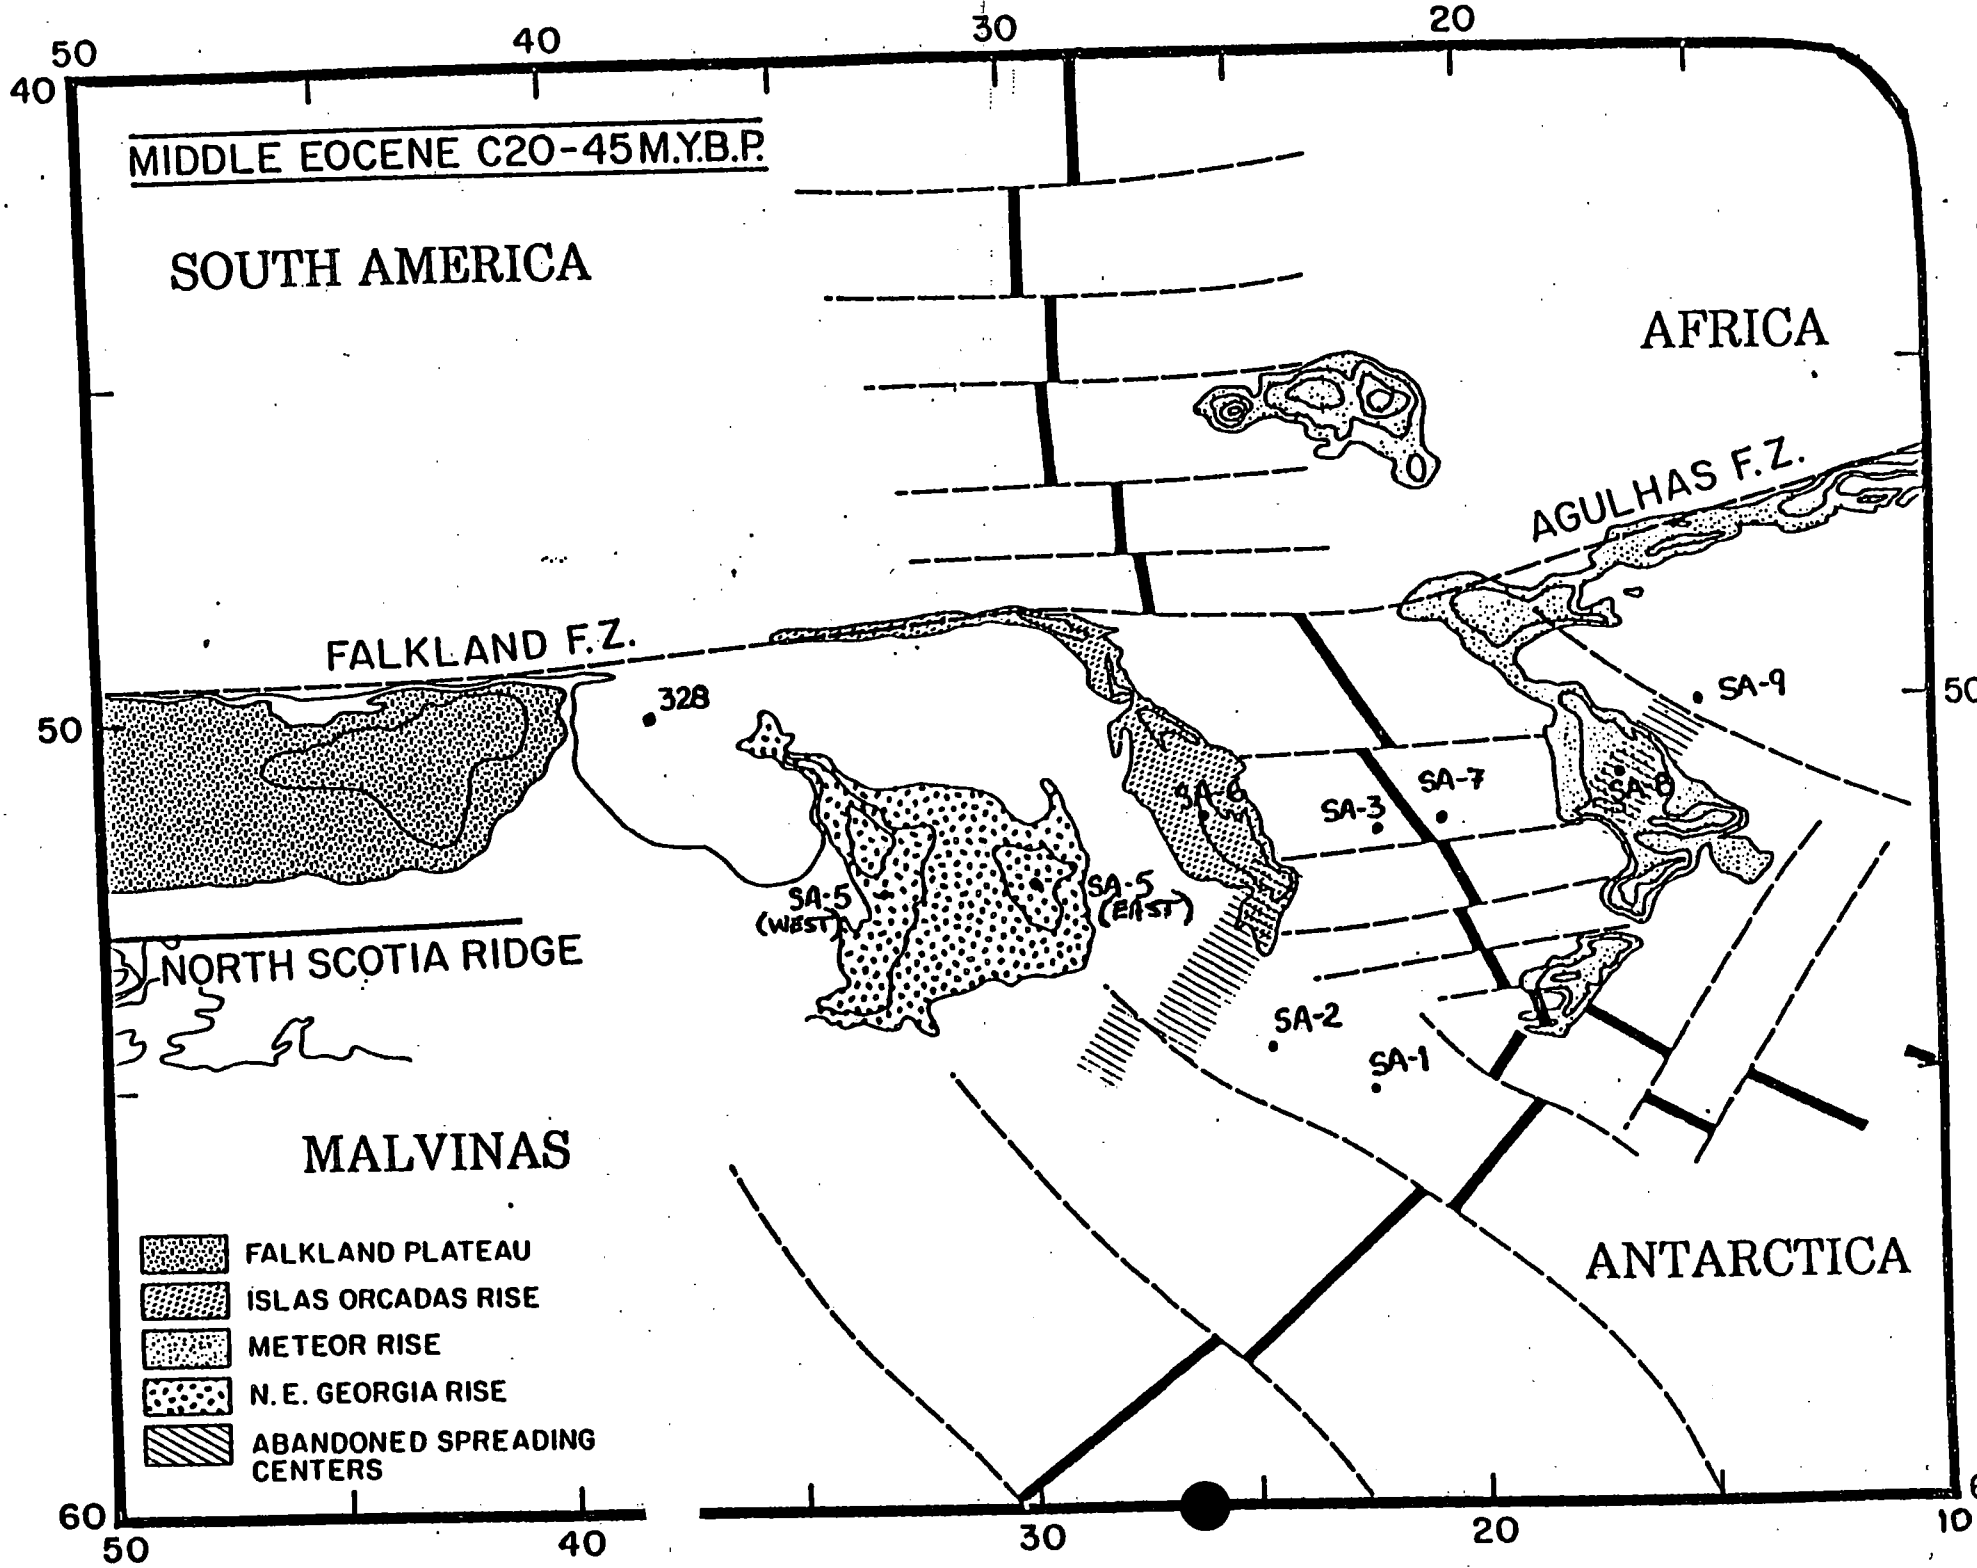 50 40 30 20
40
MIDDLE EOCENE C20-45 M.Y.B.P.
SOUTH AMERICA
AFRICA
AGULHAS F.Z.
FALKLAND F.Z.
328
SA-9
50
50
SA-7
SA-3
SA-6
SA-8
SA-5
(WEST)
SA-5
(EAST)
NORTH SCOTIA RIDGE
SA-2
SA-1
MALVINAS
ANTARCTICA
FALKLAND PLATEAU
ISLAS ORCADAS RISE
METEOR RISE
N.E. GEORGIA RISE
ABANDONED SPREADING
CENTERS
60
6
50 40 30 20 10